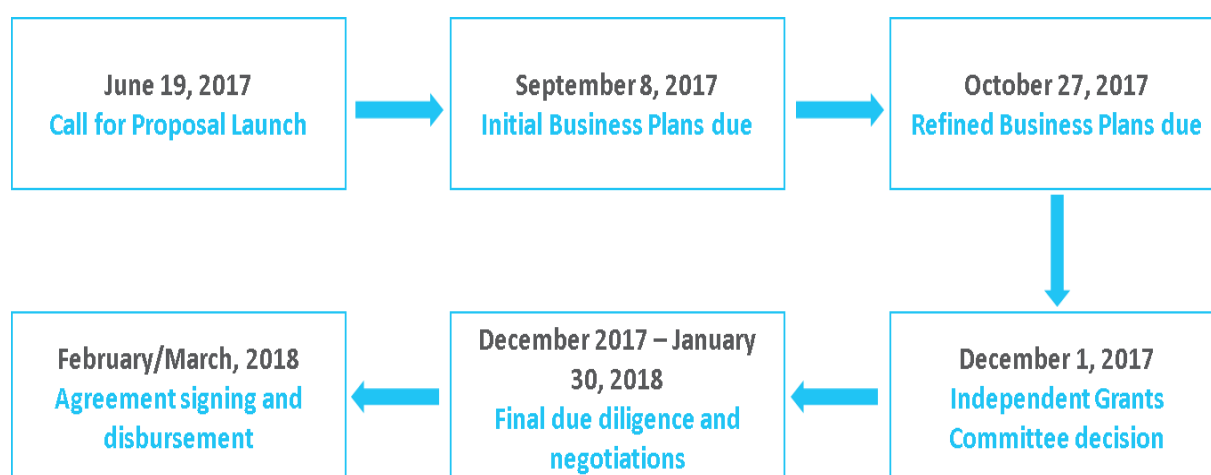 June 19, 2017
Call for Proposal Launch
September 8, 2017
Initial Business Plans due
October 27, 2017
Refined Business Plans due
December 1, 2017
Independent Grants
Committee decision
December 2017 – January
30, 2018
Final due diligence and
negotiations
February/March, 2018
Agreement signing and
disbursement